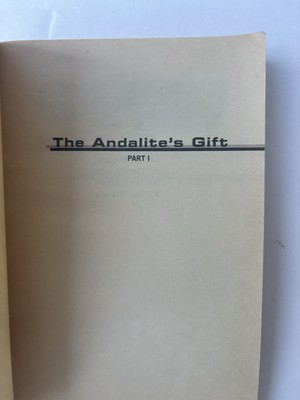 The Andalite's Gift
PART I